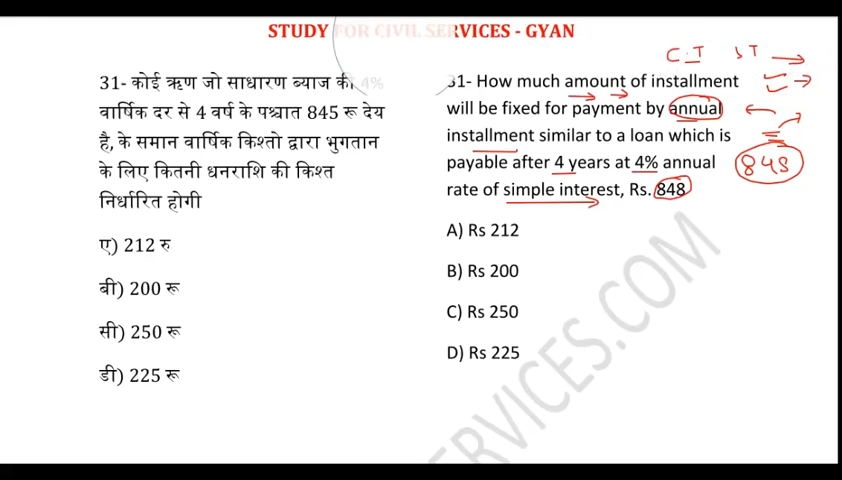 STUDY FOR CIVIL SERVICES - GYAN
31- कोई ऋण जो साधारण ब्याज की 4%
वार्षिक दर से 4 वर्ष के पश्चात 845 रू देय
है, के समान वार्षिक किश्तो द्वारा भुगतान
के लिए कितनी धनराशि की किश्त
निर्धारित होगी
ए) 212 रु
बी) 200 रू
सी) 250 रू
डी) 225 रू
C.I SI
31- How much amount of installment
will be fixed for payment by annual
installment similar to a loan which is
payable after 4 years at 4% annual
rate of simple interest, Rs. 848
848
A) Rs 212
B) Rs 200
C) Rs 250
D) Rs 225
SERVICES.COM